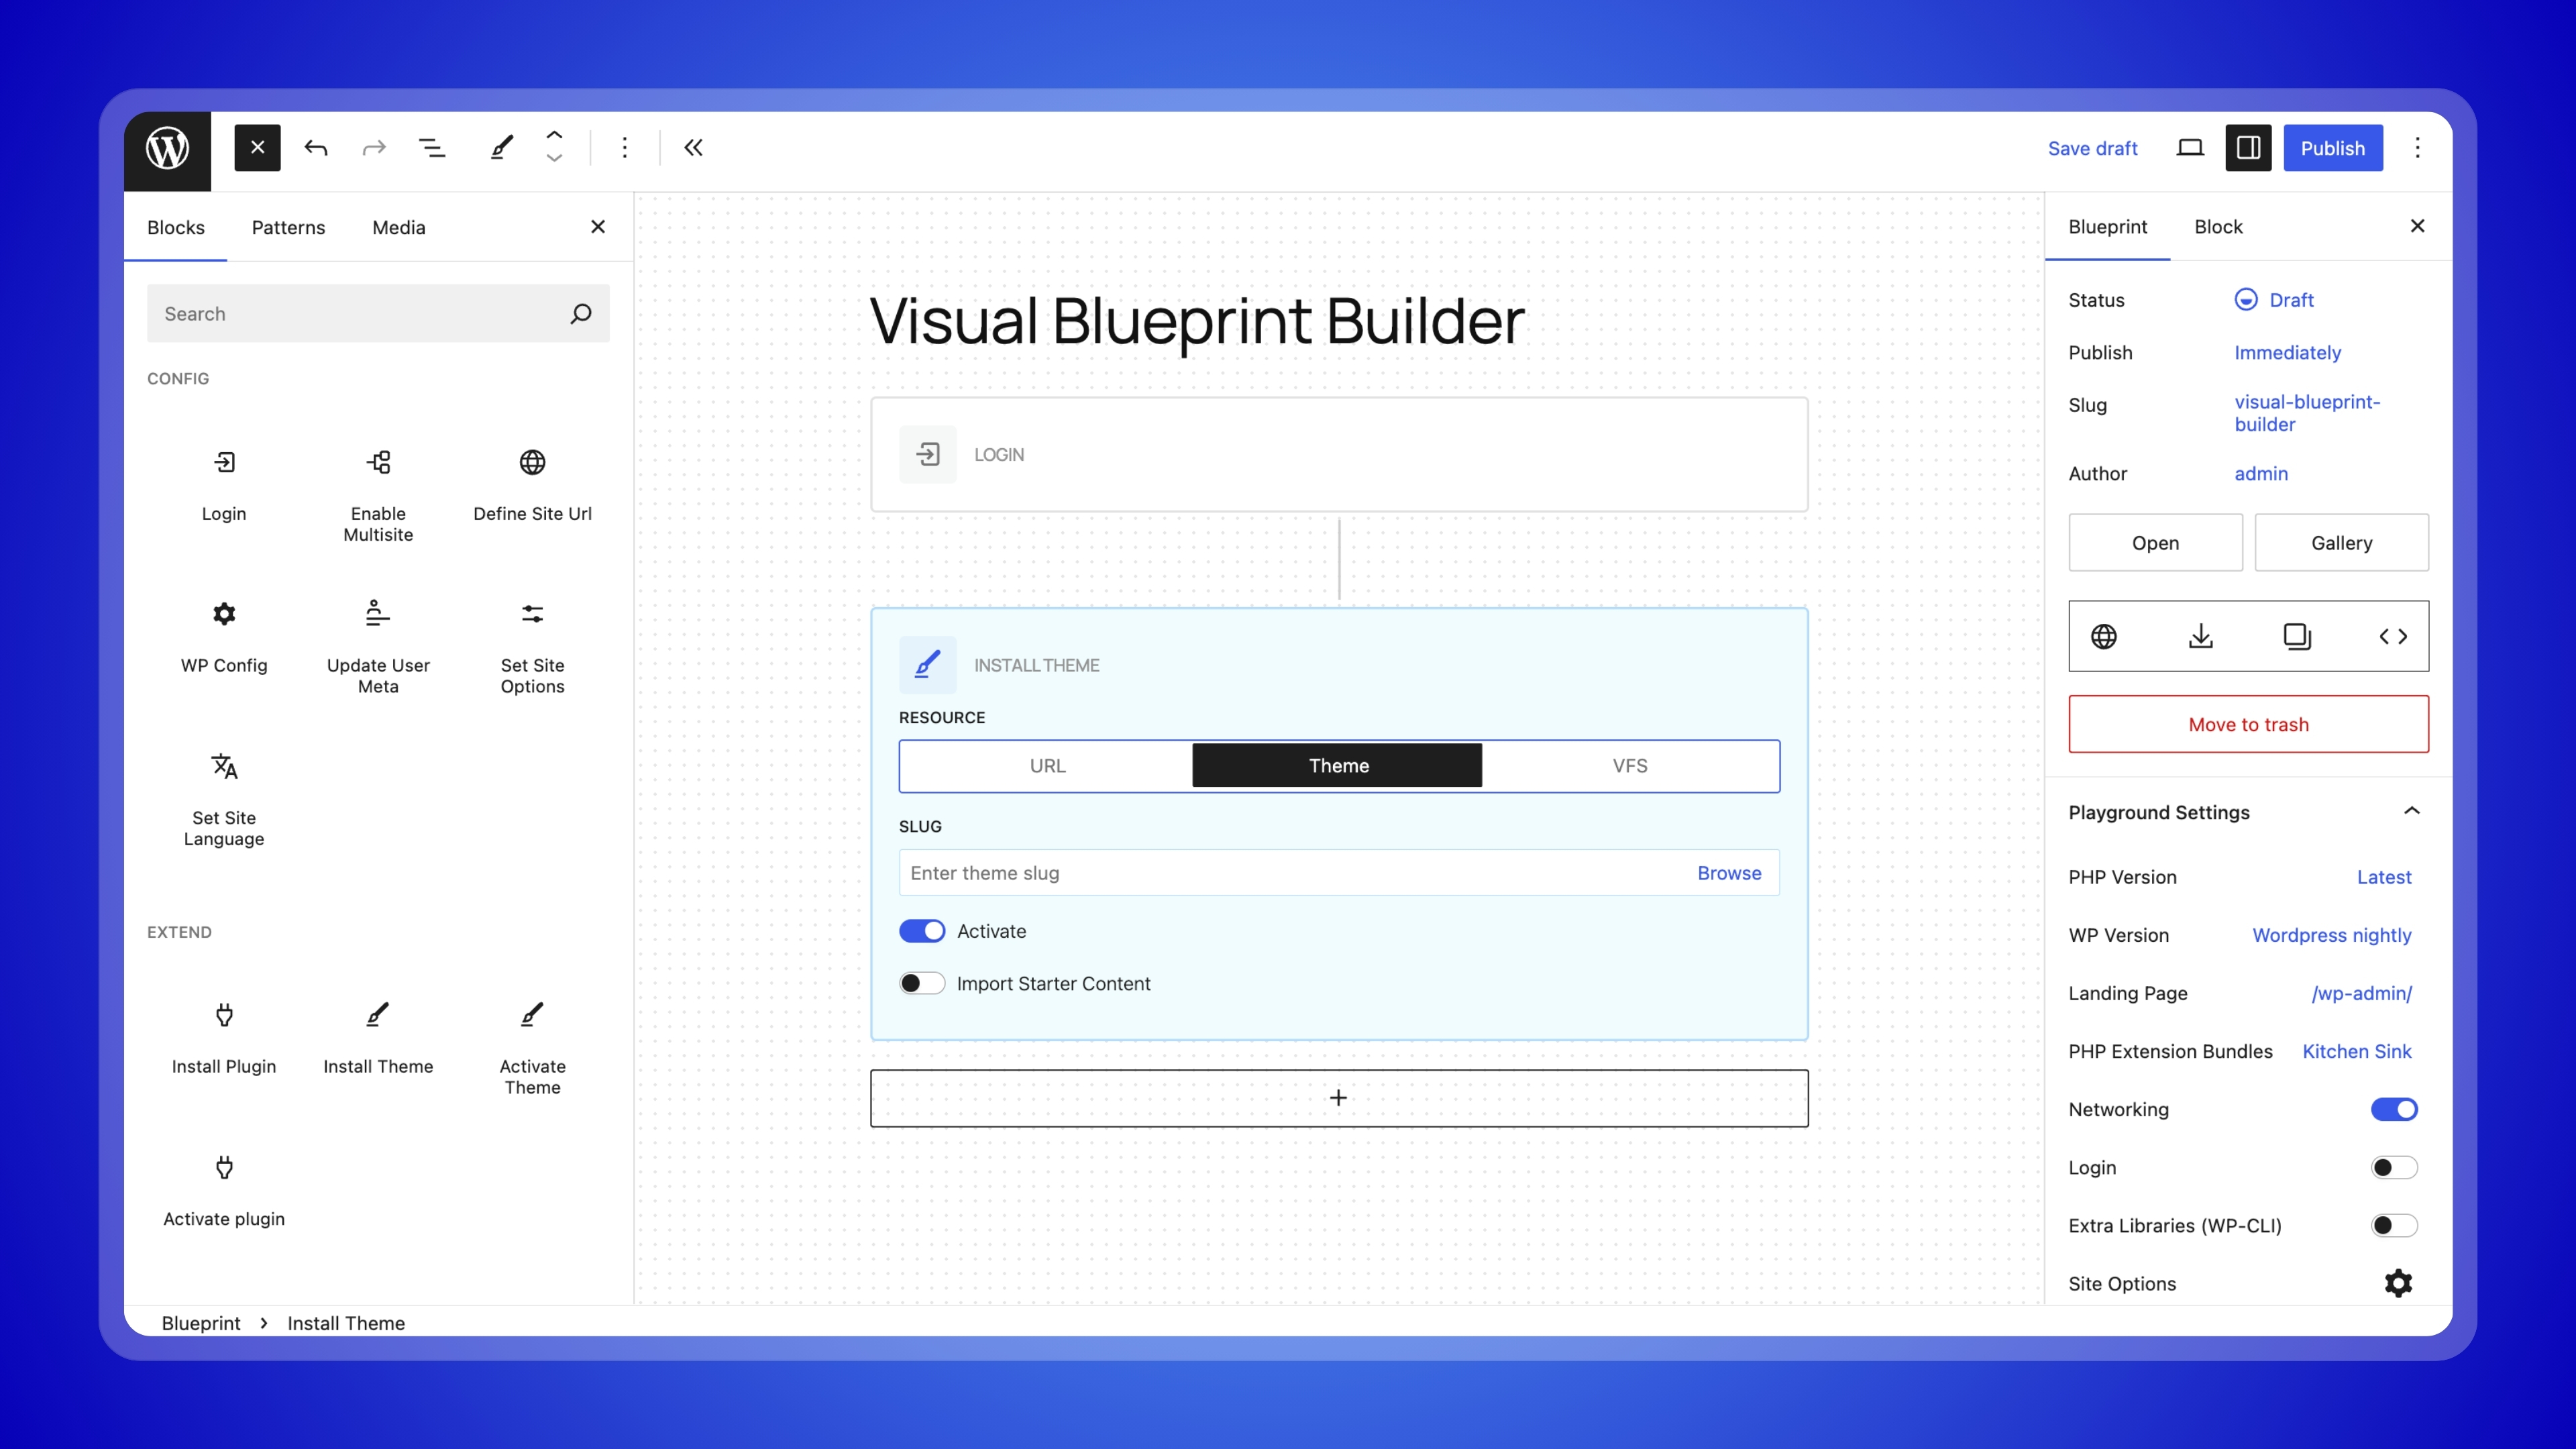 Save draft
Publish
Blocks
Patterns
Media
Search
CONFIG
Login
Enable
Multisite
Define Site Url
WP Config
Update User
Meta
Set Site
Options
Set Site
Language
EXTEND
Install Plugin
Install Theme
Activate
Theme
Activate plugin
Visual Blueprint Builder
LOGIN
INSTALL THEME
RESOURCE
URL
Theme
VFS
SLUG
Enter theme slug
Browse
Activate
Import Starter Content
Blueprint
Block
Status
Draft
Publish
Immediately
Slug
visual-blueprint-
builder
Author
admin
Open
Gallery
Move to trash
Playground Settings
PHP Version
Latest
WP Version
Wordpress nightly
Landing Page
/wp-admin/
PHP Extension Bundles
Kitchen Sink
Networking
Login
Extra Libraries (WP-CLI)
Site Options
Blueprint
Install Theme